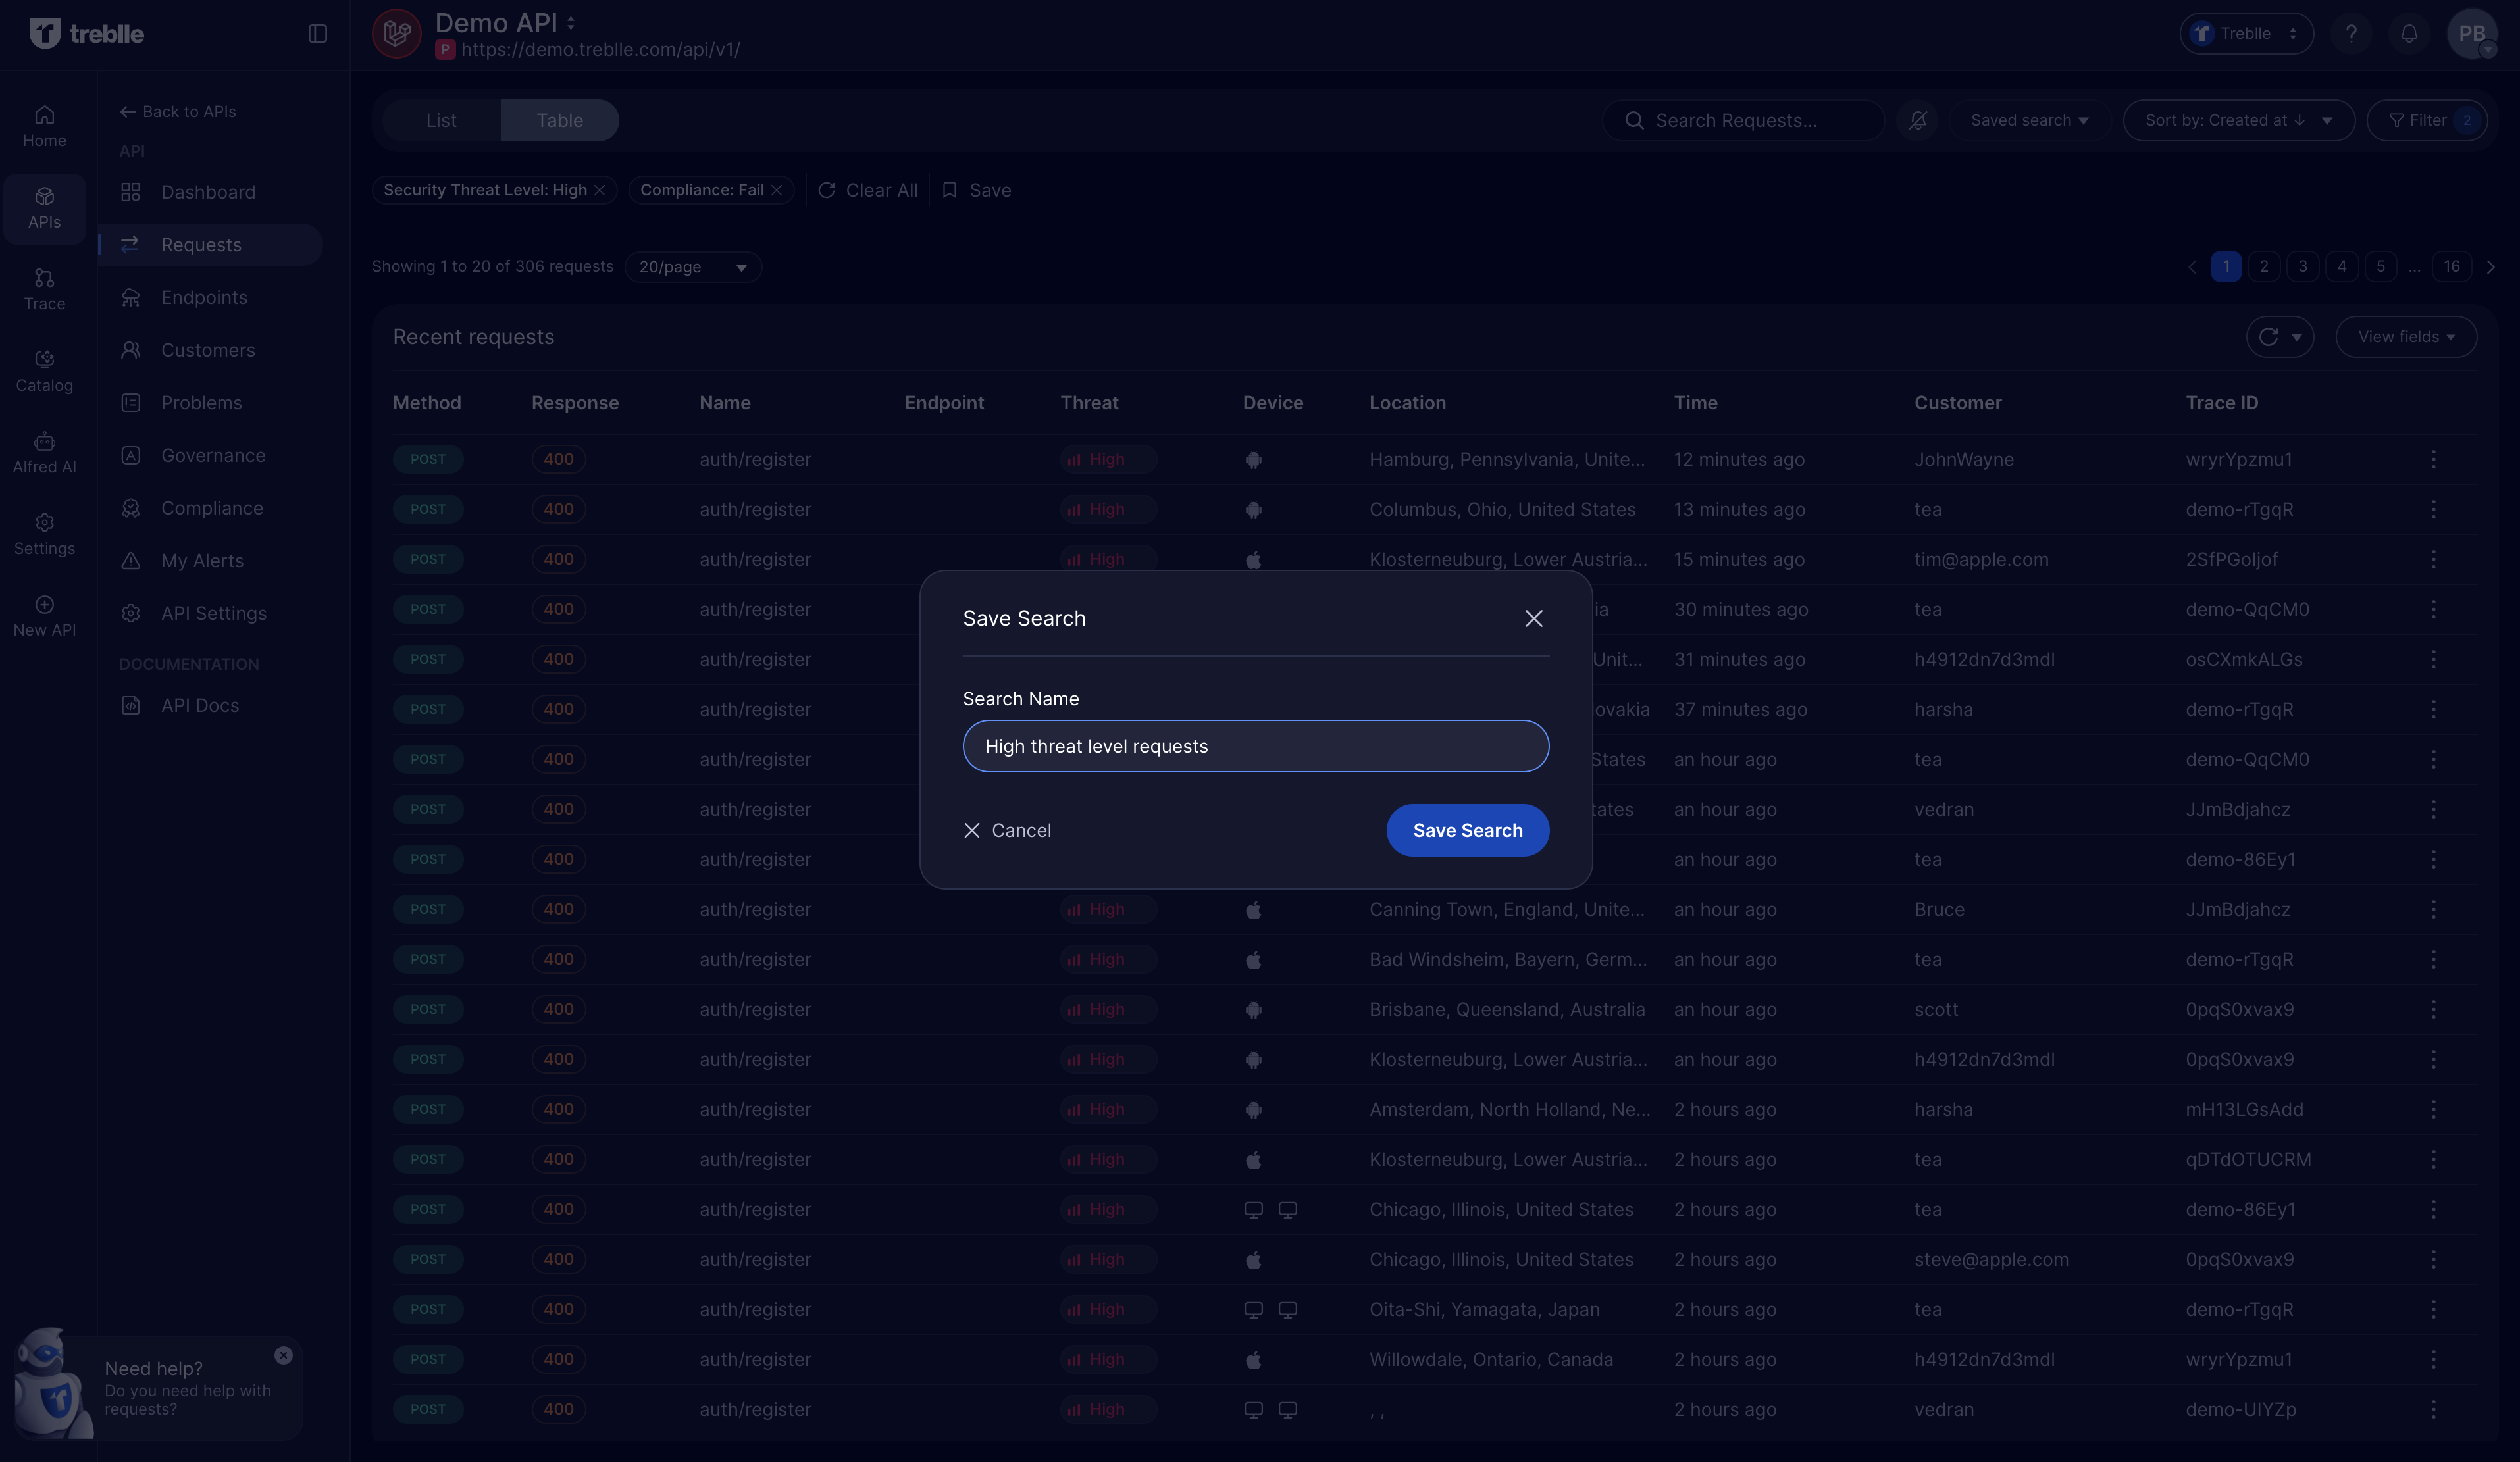 treblle
Demo API
P https://demo.treblle.com/api/v1/
Treblle
?
PB
Home
APIs
Trace
Catalog
Alfred AI
Settings
New API
Back to APIs
API
Dashboard
Requests
Endpoints
Customers
Problems
Governance
Compliance
My Alerts
API Settings
DOCUMENTATION
API Docs
List Table
Search Requests...
Saved search
Sort by: Created at ↓
Filter 2
Security Threat Level: High
Compliance: Fail
Clear All
Save
Showing 1 to 20 of 306 requests 20/page
1 2 3 4 5 ... 16
Recent requests
View fields
Method Response Name Endpoint Threat Device Location Time Customer Trace ID
POST 400 auth/register High Hamburg, Pennsylvania, Unite... 12 minutes ago JohnWayne wryrYpzmu1
POST 400 auth/register High Columbus, Ohio, United States 13 minutes ago tea demo-rTgqR
POST 400 auth/register High Klosterneuburg, Lower Austria... 15 minutes ago tim@apple.com 2SfPGoljof
POST 400 auth/register ia 30 minutes ago tea demo-QqCM0
POST 400 auth/register Unit... 31 minutes ago h4912dn7d3mdl osCXmkALGs
POST 400 auth/register ovakia 37 minutes ago harsha demo-rTgqR
POST 400 auth/register States an hour ago tea demo-QqCM0
POST 400 auth/register tates an hour ago vedran JJmBdjahcz
POST 400 auth/register an hour ago tea demo-86Ey1
POST 400 auth/register High Canning Town, England, Unite... an hour ago Bruce JJmBdjahcz
POST 400 auth/register High Bad Windsheim, Bayern, Germ... an hour ago tea demo-rTgqR
POST 400 auth/register High Brisbane, Queensland, Australia an hour ago scott 0pqS0xvax9
POST 400 auth/register High Klosterneuburg, Lower Austria... an hour ago h4912dn7d3mdl 0pqS0xvax9
POST 400 auth/register High Amsterdam, North Holland, Ne... 2 hours ago harsha mH13LGsAdd
POST 400 auth/register High Klosterneuburg, Lower Austria... 2 hours ago tea qDTdOTUCRM
POST 400 auth/register High Chicago, Illinois, United States 2 hours ago tea demo-86Ey1
POST 400 auth/register High Chicago, Illinois, United States 2 hours ago steve@apple.com 0pqS0xvax9
POST 400 auth/register High Oita-Shi, Yamagata, Japan 2 hours ago tea demo-rTgqR
POST 400 auth/register High Willowdale, Ontario, Canada 2 hours ago h4912dn7d3mdl wryrYpzmu1
POST 400 auth/register High , , 2 hours ago vedran demo-UIYZp
Save Search
Search Name
High threat level requests
Cancel
Save Search
Need help?
Do you need help with
requests?